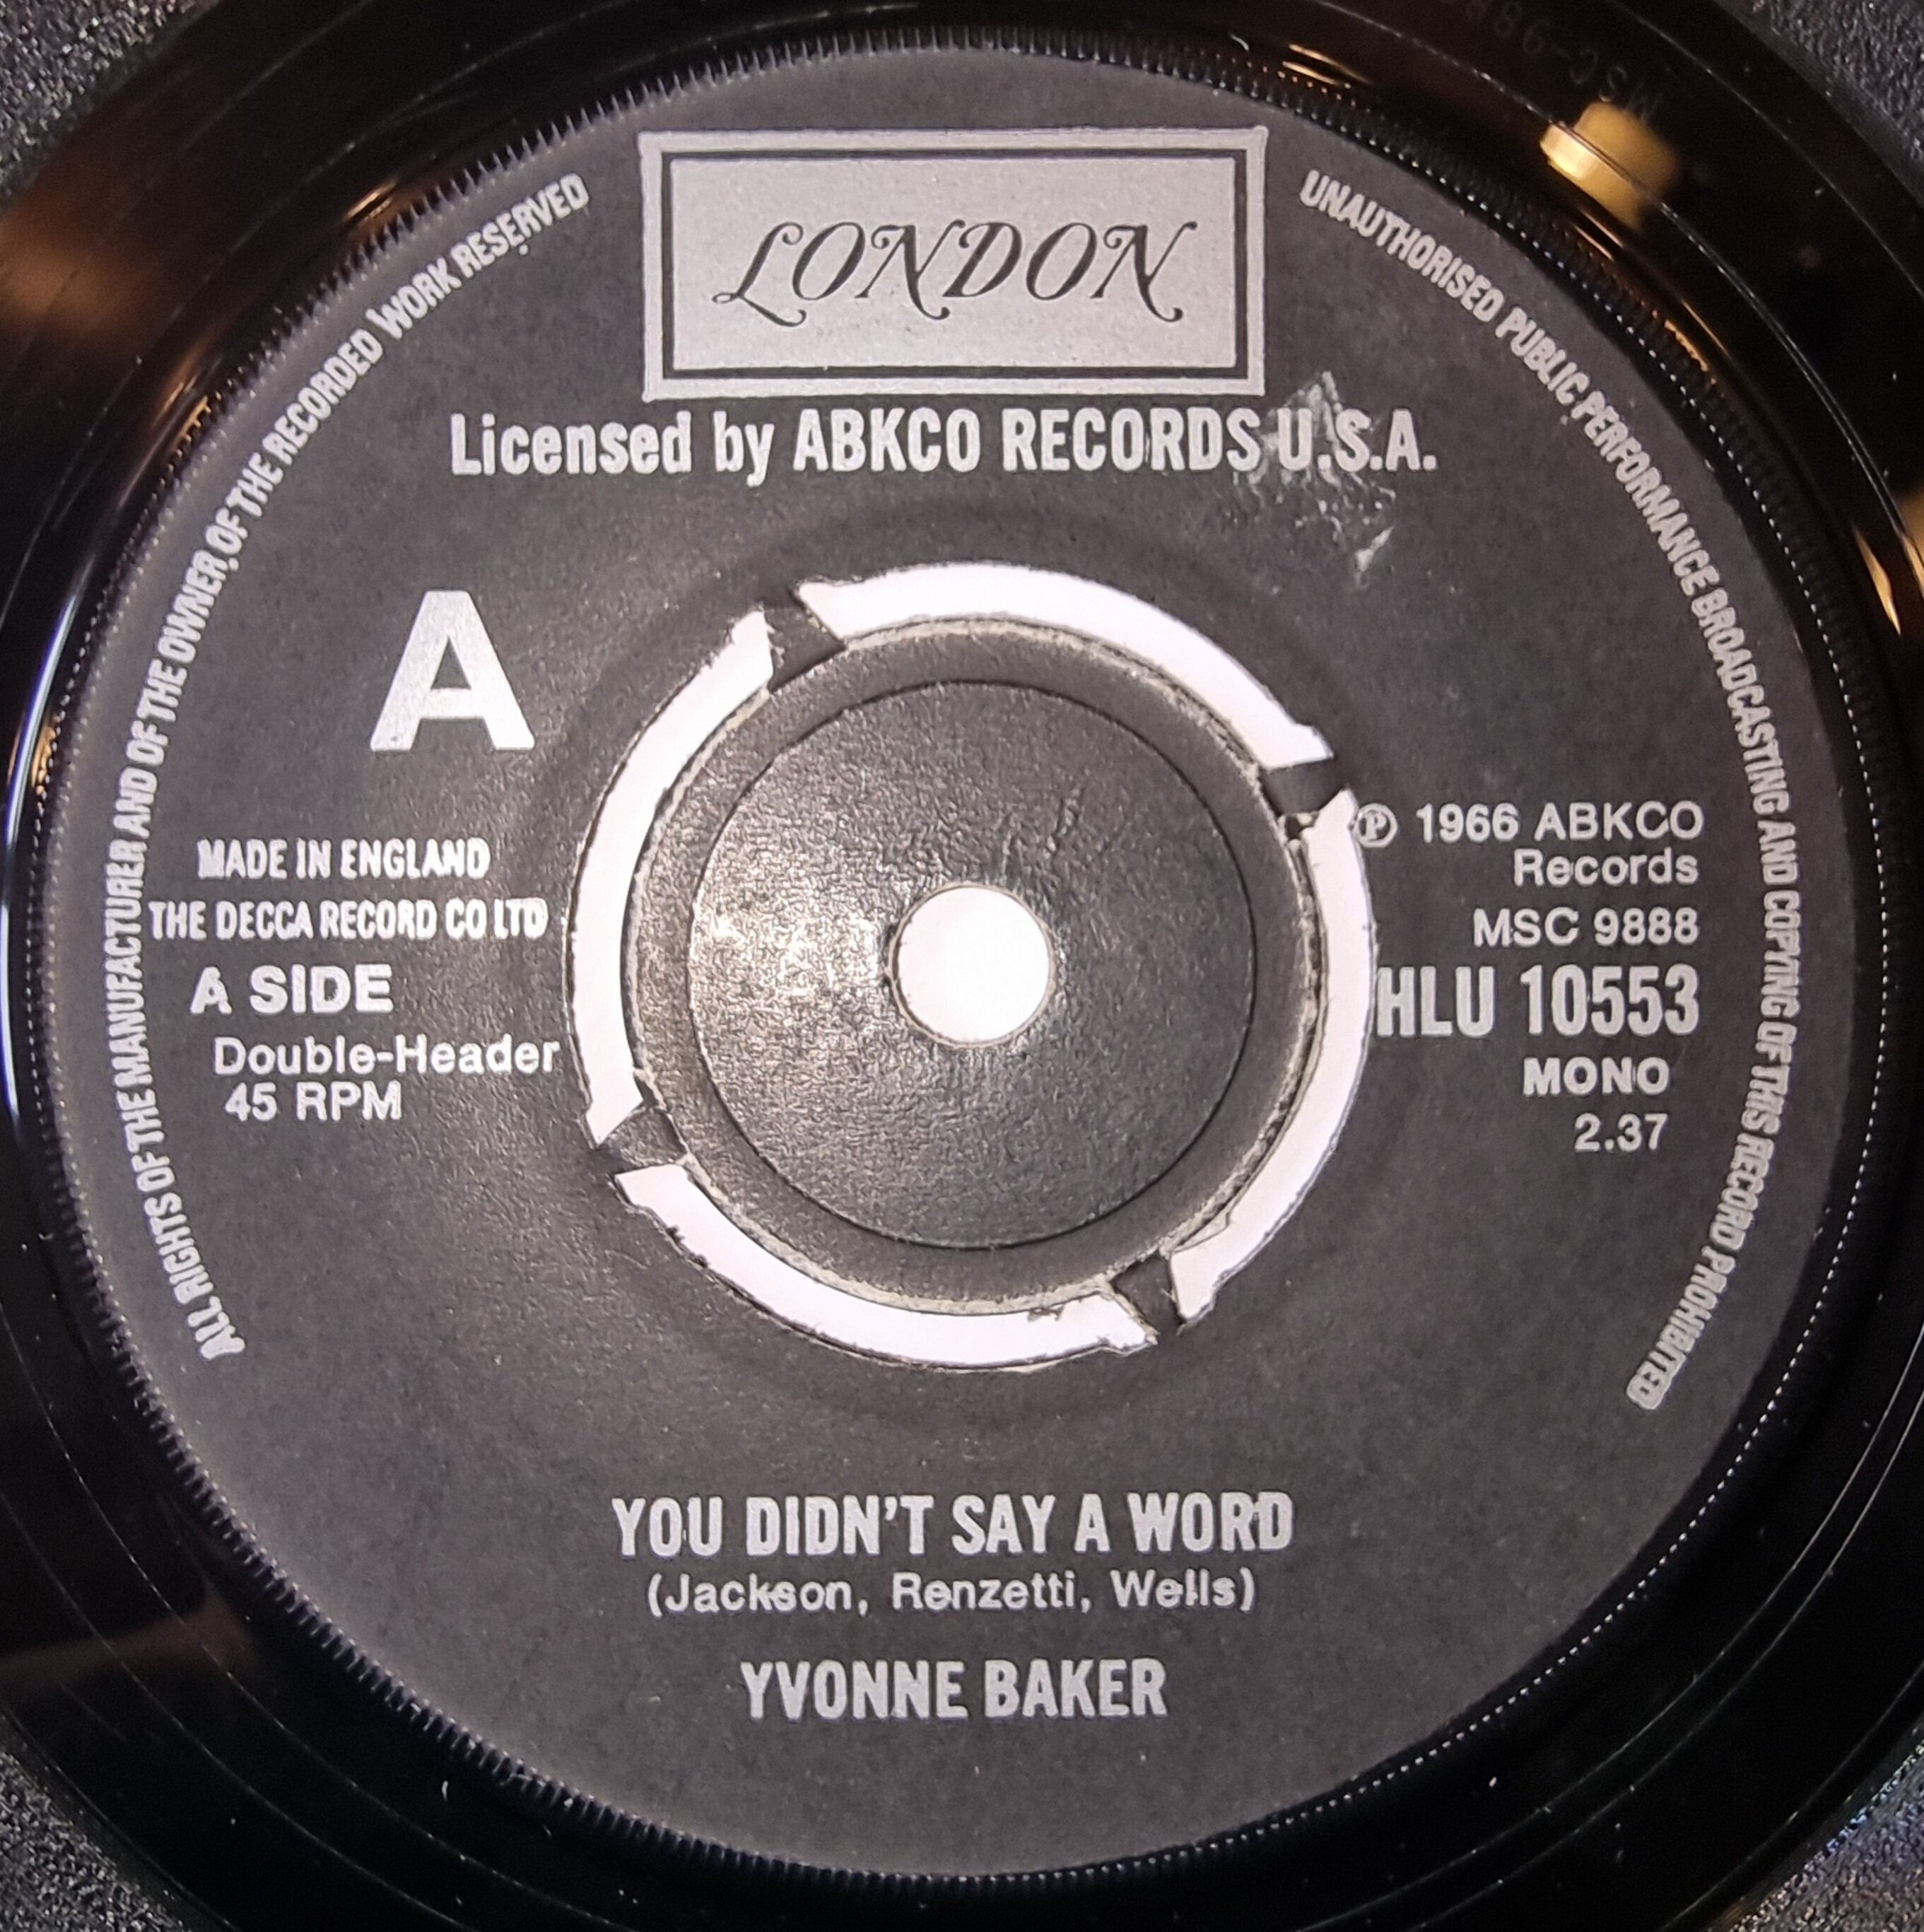 LONDON
ALL RIGHTS OF THE MANUFACTURER AND OF THE OWNER OF THE RECORDED WORK RESERVED
UNAUTHORISED PUBLIC PERFORMANCE BROADCASTING AND COPYING OF THIS RECORD PROHIBITED
Licensed by ABKCO RECORDS U.S.A.
A
MADE IN ENGLAND
THE DECCA RECORD CO LTD
A SIDE
Double-Header
45 RPM
℗ 1966 ABKCO
Records
MSC 9888
HLU 10553
MONO
2.37
YOU DIDN'T SAY A WORD
(Jackson, Renzetti, Wells)
YVONNE BAKER